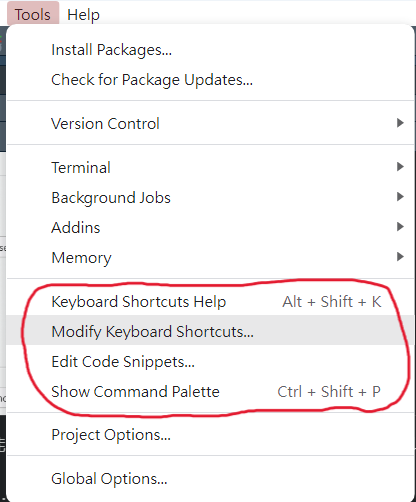 Tools Help
Install Packages...
Check for Package Updates...
Version Control
Terminal
Background Jobs
Addins
Memory
Keyboard Shortcuts Help Alt + Shift + K
Modify Keyboard Shortcuts...
Edit Code Snippets...
Show Command Palette Ctrl + Shift + P
Project Options...
Global Options...